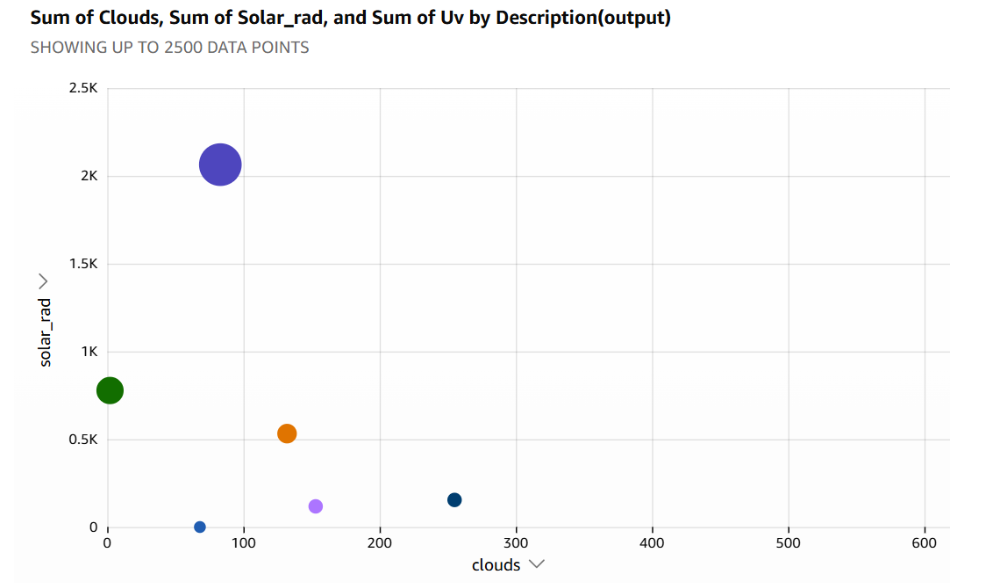 Sum of Clouds, Sum of Solar_rad, and Sum of Uv by Description(output)
SHOWING UP TO 2500 DATA POINTS
2.5K
2K
1.5K
1K
0.5K
0
solar_rad
0 100 200 300 400 500 600
clouds